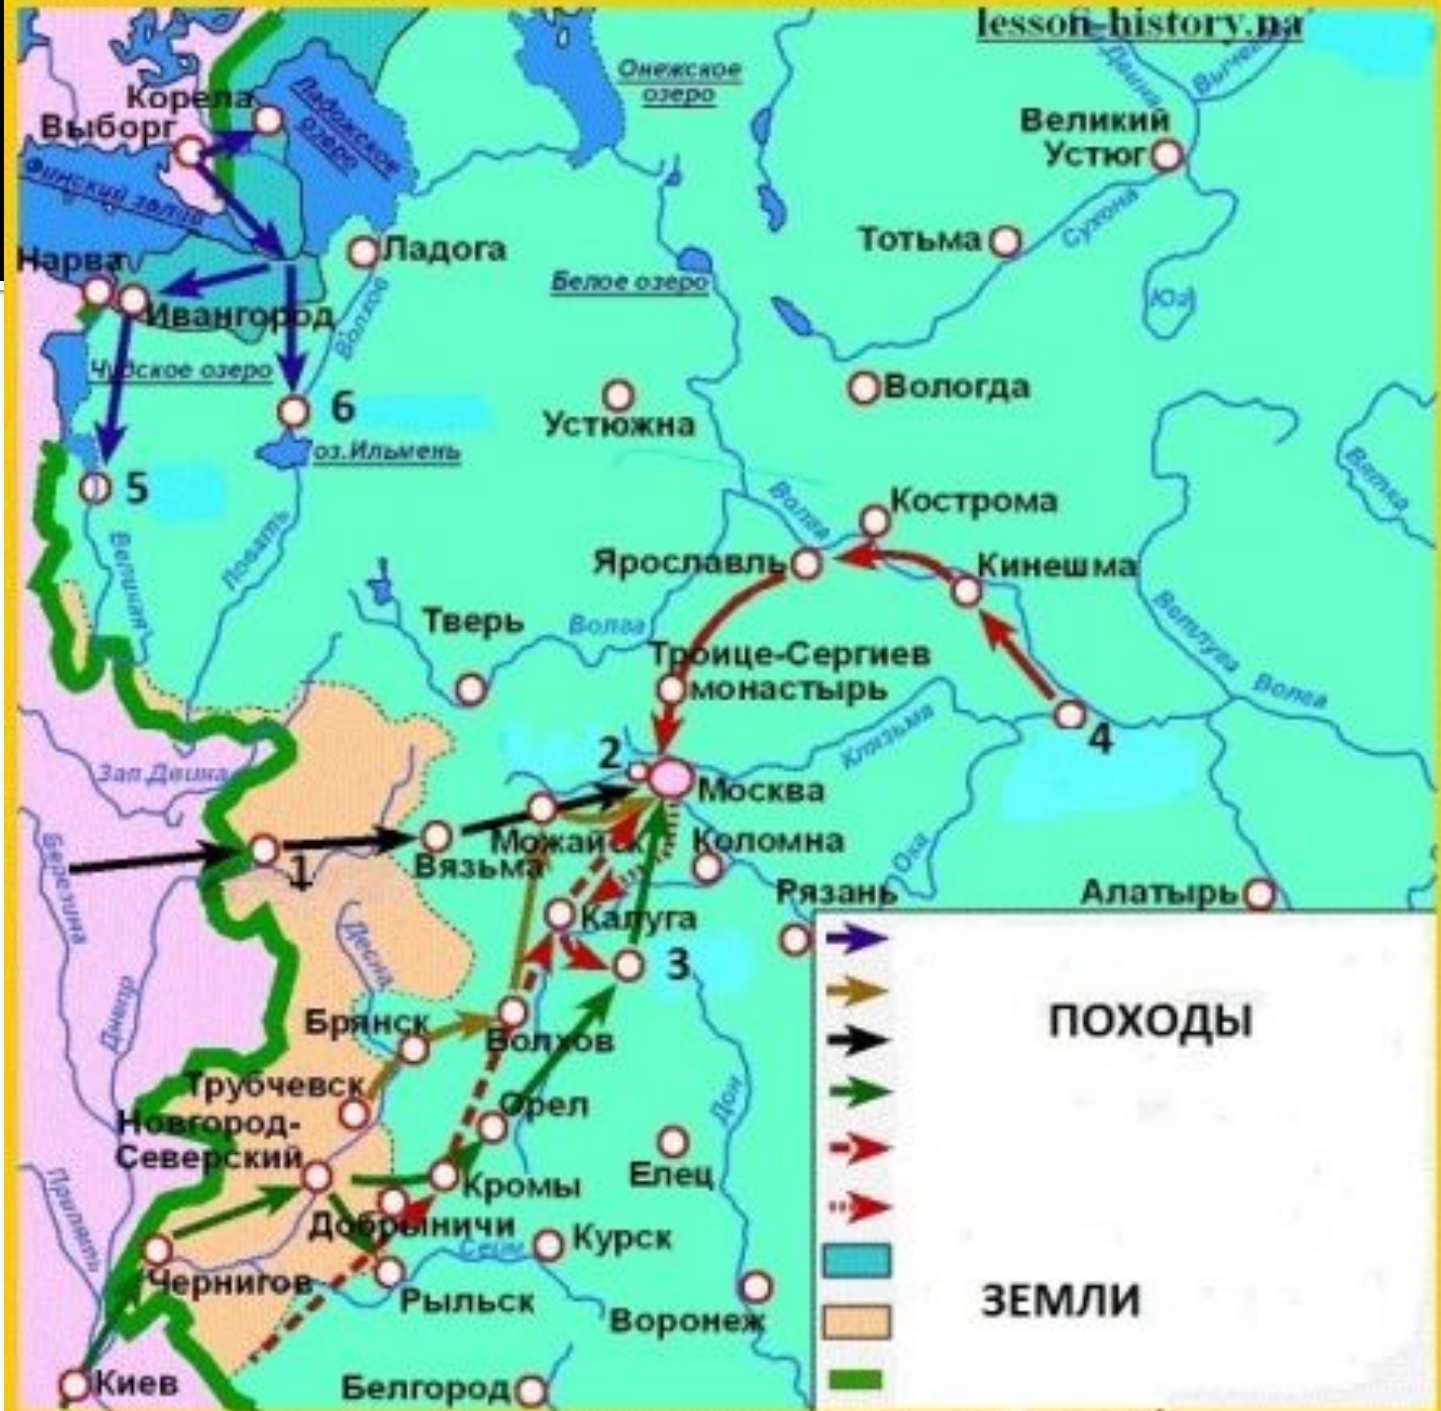 lesson-history.na
Онежское
озеро
Двина
Вычег
Ладожское
озеро
Корела
Выборг
Финский залив
Великий
Устюг
Тотьма
Сухона
Юг
Ладога
Нарва
Ивангород
Волхов
Белое озеро
Чудское озеро
6
Устюжна
Вологда
оз.Ильмень
5
Великая
Ловать
Вятка
Волга
Кострома
Ярославль
Кинешма
Тверь
Волга
Ветлуга
Волга
Троице-Сергиев
монастырь
Клязьма
4
Зап.Двина
2
Москва
Можайск
Коломна
Вязьма
1
Березина
Ока
Рязань
Алатырь
Калуга
3
Десна
Днепр
Брянск
Волхов
ПОХОДЫ
Трубчевск
Орел
Дон
Новгород-
Северский
Елец
Кромы
Припять
Добрыничи
Сейм
Курск
Чернигов
Рыльск
Воронеж
ЗЕМЛИ
Киев
Белгород